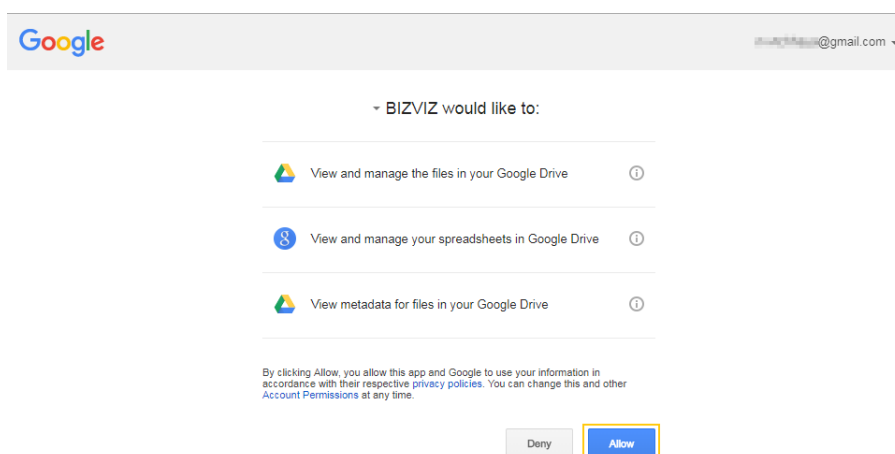 Google
@gmail.com
BIZVIZ would like to:
View and manage the files in your Google Drive
8 View and manage your spreadsheets in Google Drive
View metadata for files in your Google Drive
By clicking Allow, you allow this app and Google to use your information in
accordance with their respective privacy policies. You can change this and other
Account Permissions at any time.
Deny Allow